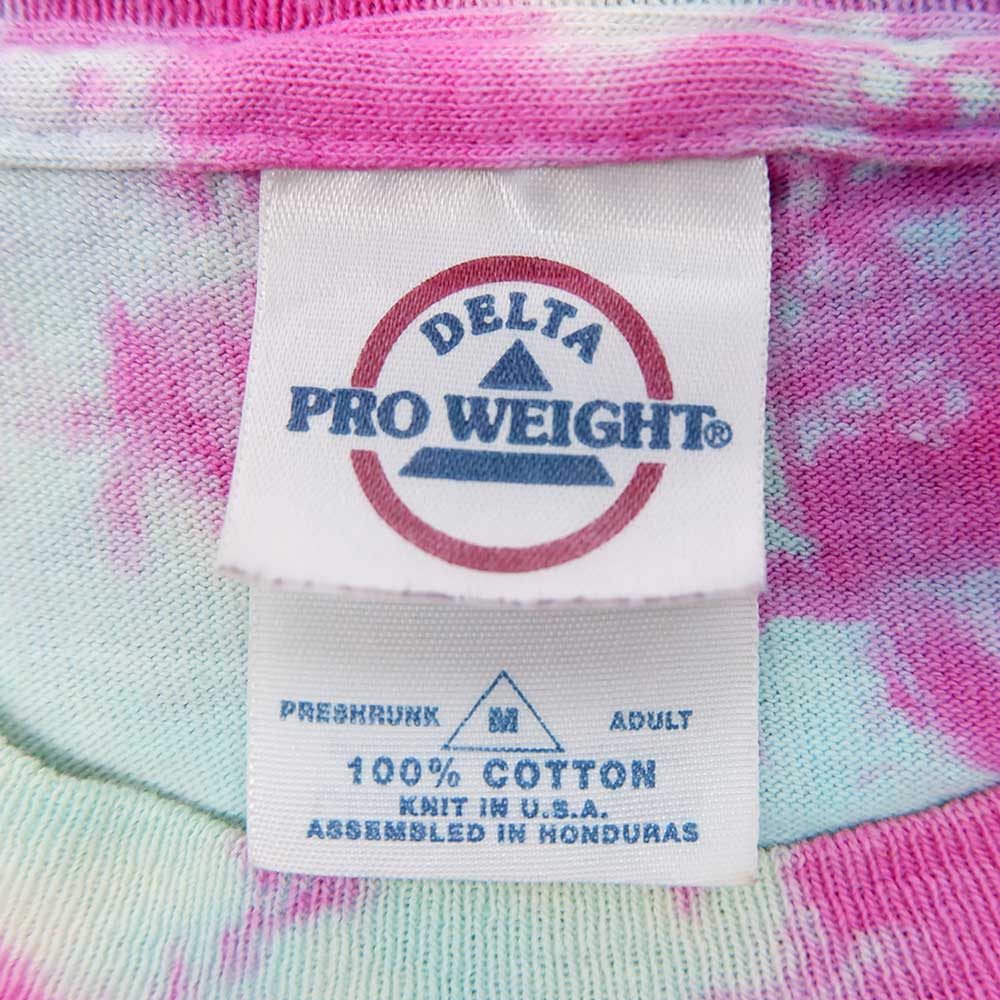 DELTA
PRO WEIGHT®
PRESHRUNK M ADULT
100% COTTON
KNIT IN U.S.A.
ASSEMBLED IN HONDURAS